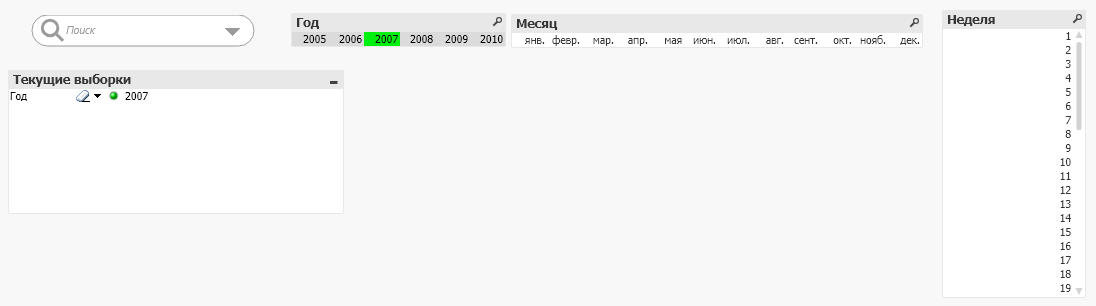 Поиск
Год
2005 2006 2007 2008 2009 2010
Месяц
янв. февр. мар. апр. мая июн. июл. авг. сент. окт. нояб. дек.
Неделя
1
2
3
4
5
6
7
8
9
10
11
12
13
14
15
16
17
18
19
Текущие выборки
Год 2007